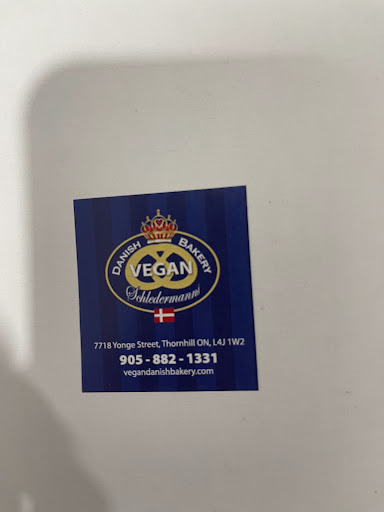 DANISH BAKERY
VEGAN
Schledermann's
7718 Yonge Street, Thornhill ON, L4J 1W2
905 - 882 - 1331
vegandanishbakery.com